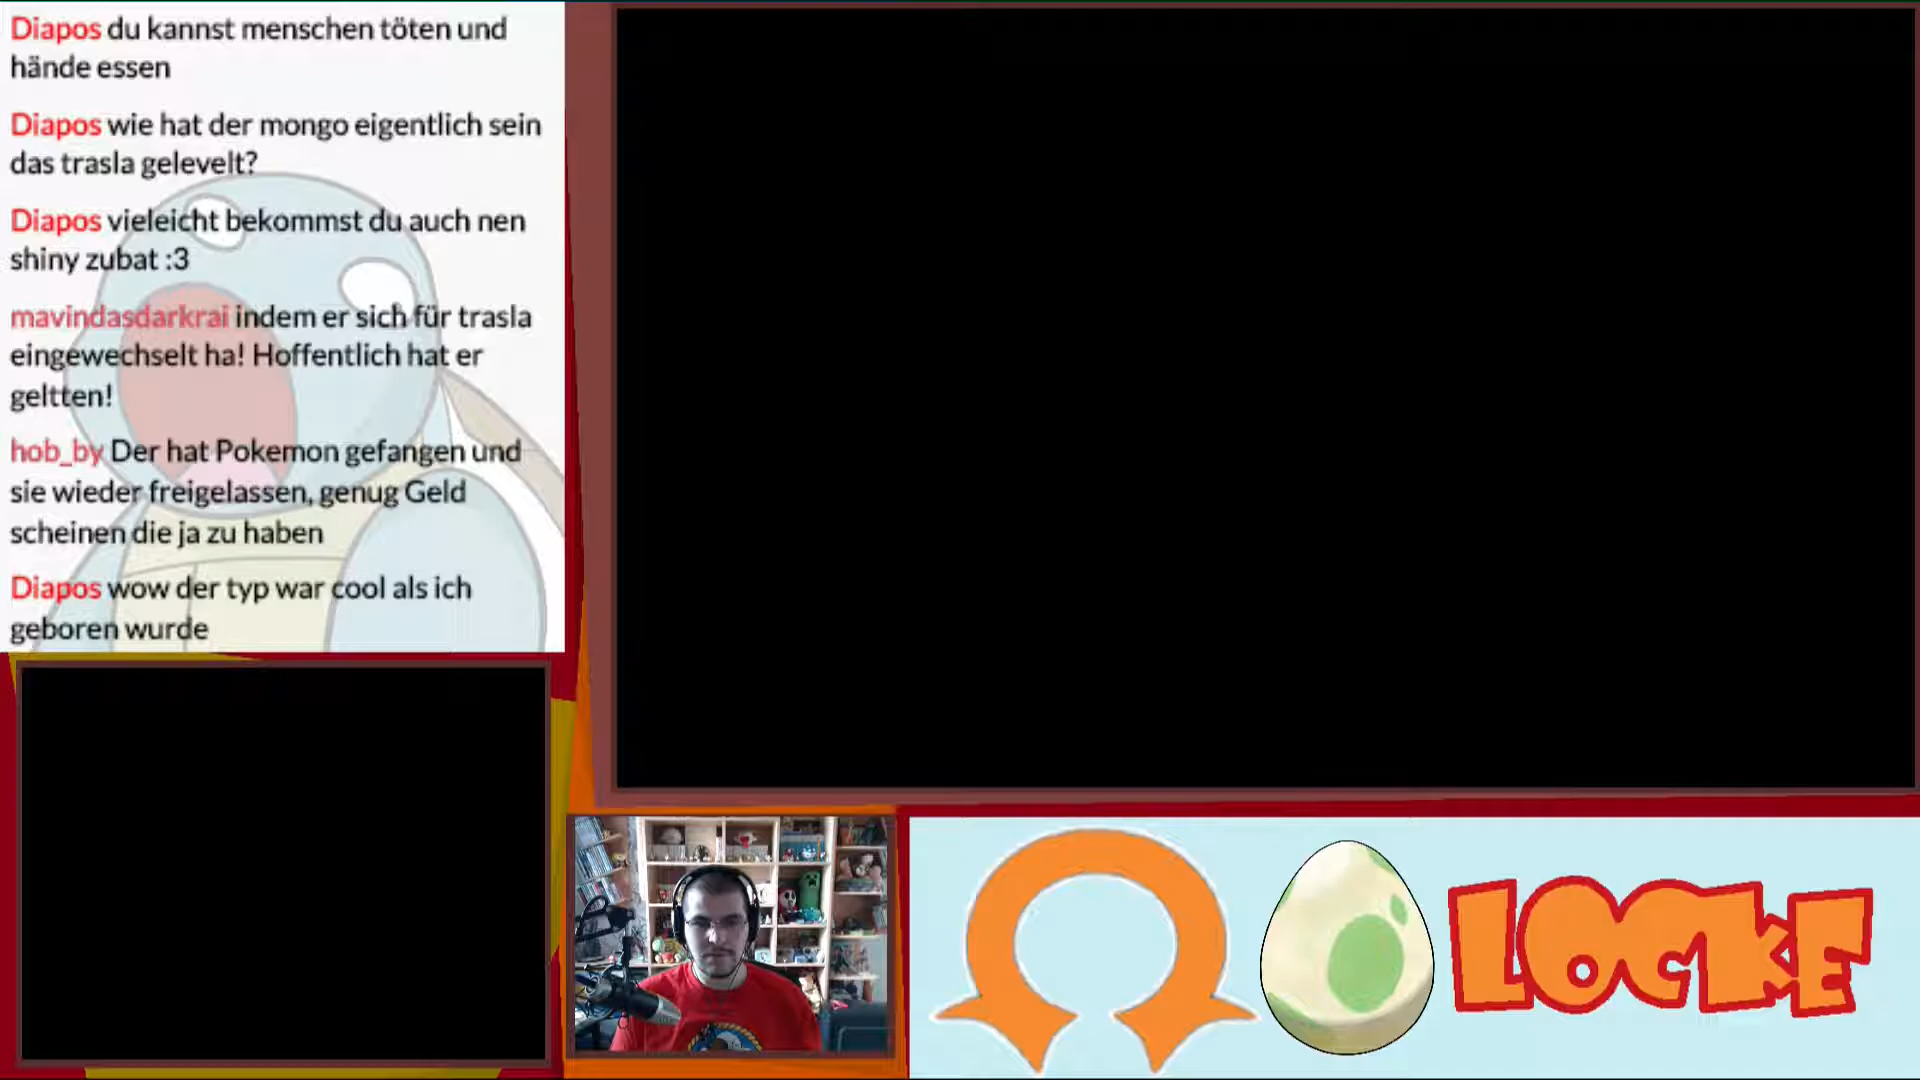 Diapos du kannst menschen töten und
hände essen
Diapos wie hat der mongo eigentlich sein
das trasla gelevelt?
Diapos vieleicht bekommst du auch nen
shiny zubat :3
mavindasdarkrai indem er sich für trasla
eingewechselt ha! Hoffentlich hat er
geltten!
hob_by Der hat Pokemon gefangen und
sie wieder freigelassen, genug Geld
scheinen die ja zu haben
Diapos wow der typ war cool als ich
geboren wurde
LOCKE